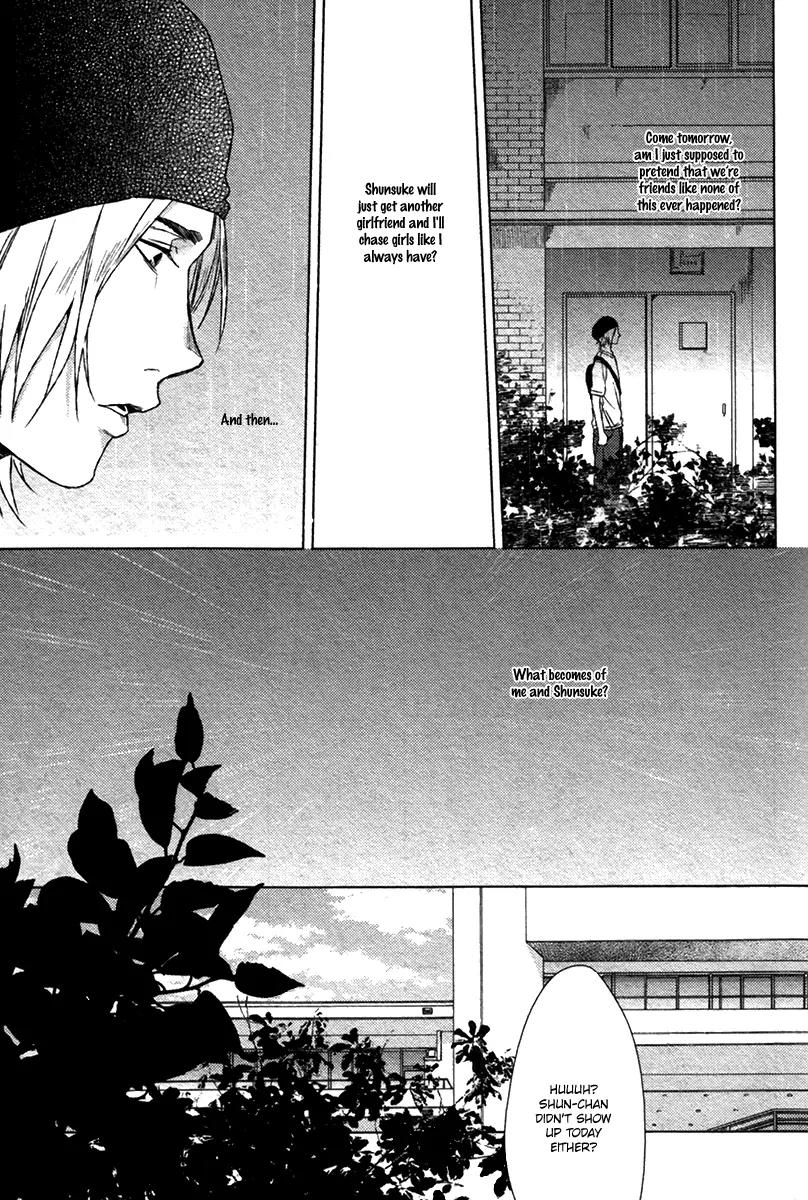 Come tomorrow,
am I just supposed to
pretend that we're
friends like none of
this ever happened?
Shunsuke will
just get another
girlfriend and I'll
chase girls like I
always have?
And then...
What becomes of
me and Shunsuke?
HUUUH?
SHUN-CHAN
DIDN'T SHOW
UP TODAY
EITHER?